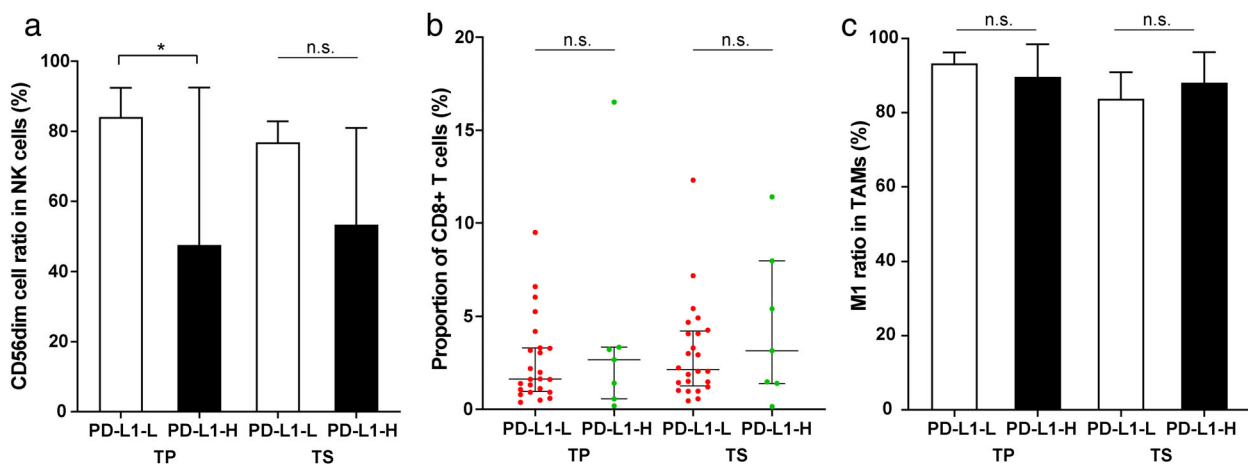 a
*
n.s.
CD56dim cell ratio in NK cells (%)
100
80
60
40
20
0
PD-L1-L PD-L1-H PD-L1-L PD-L1-H
TP TS
b
n.s. n.s.
Proportion of CD8+ T cells (%)
20
15
10
5
0
PD-L1-L PD-L1-H PD-L1-L PD-L1-H
TP TS
c
n.s. n.s.
M1 ratio in TAMs (%)
100
80
60
40
20
0
PD-L1-L PD-L1-H PD-L1-L PD-L1-H
TP TS